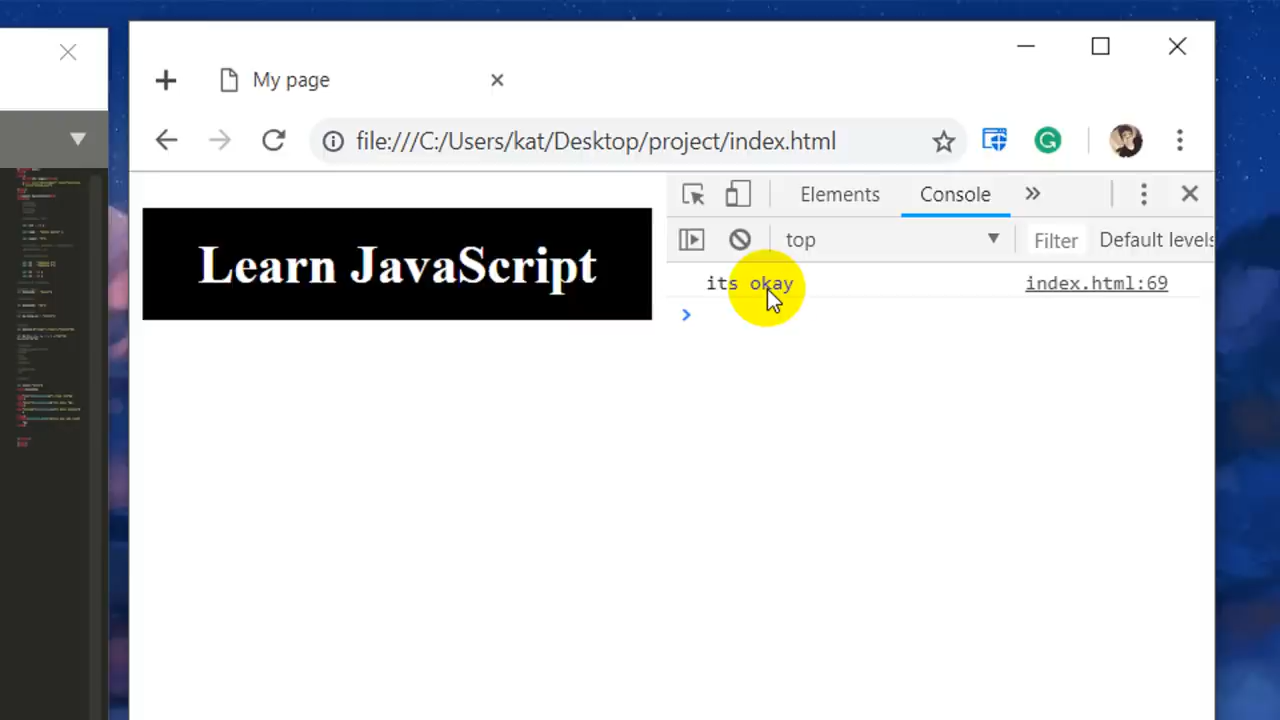 My page
file:///C:/Users/kat/Desktop/project/index.html
Elements Console
top Filter Default levels
Learn JavaScript
its okay index.html:69